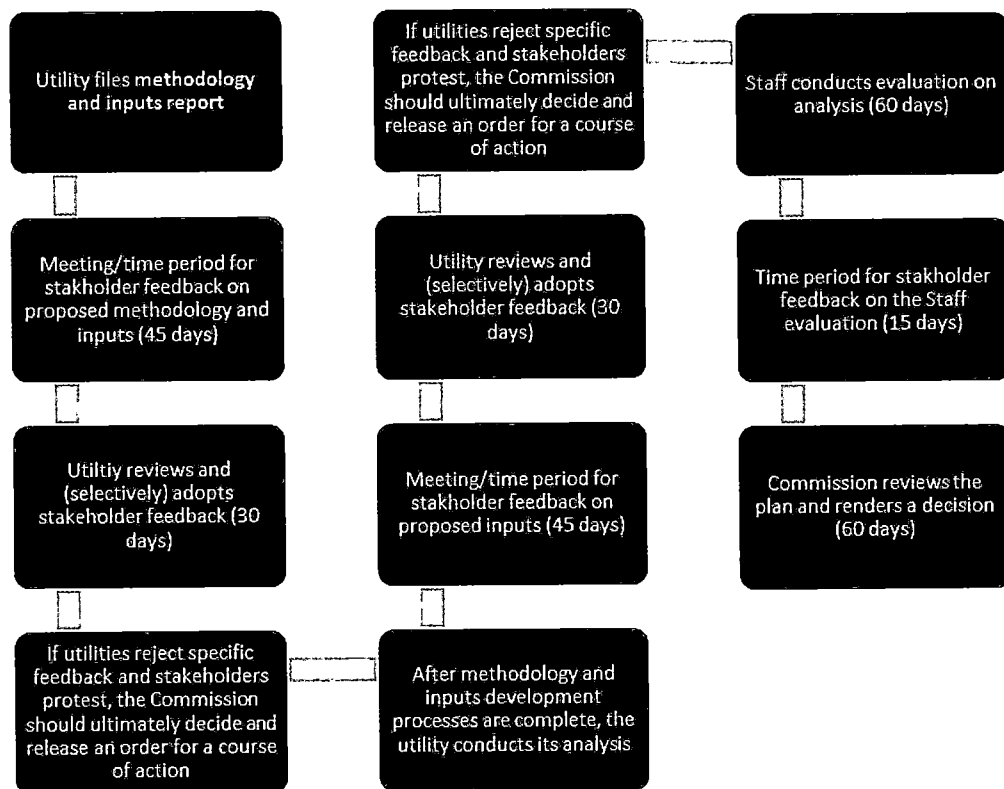 Utility files methodology
and inputs report
Meeting/time period for
stakholder feedback on
proposed methodology and
inputs (45 days)
Utiltiy reviews and
(selectively) adopts
stakeholder feedback (30
days)
If utilities reject specific
feedback and stakeholders
protest, the Commission
should ultimately decide and
release an order for a course
of action
After methodology and
inputs development
processes are complete, the
utility conducts its analysis
Meeting/time period for
stakholder feedback on
proposed inputs (45 days)
Utility reviews and
(selectively) adopts
stakeholder feedback (30
days)
If utilities reject specific
feedback and stakeholders
protest, the Commission
should ultimately decide and
release an order for a course
of action
Staff conducts evaluation on
analysis (60 days)
Time period for stakholder
feedback on the Staff
evaluation (15 days)
Commission reviews the
plan and renders a decision
(60 days)